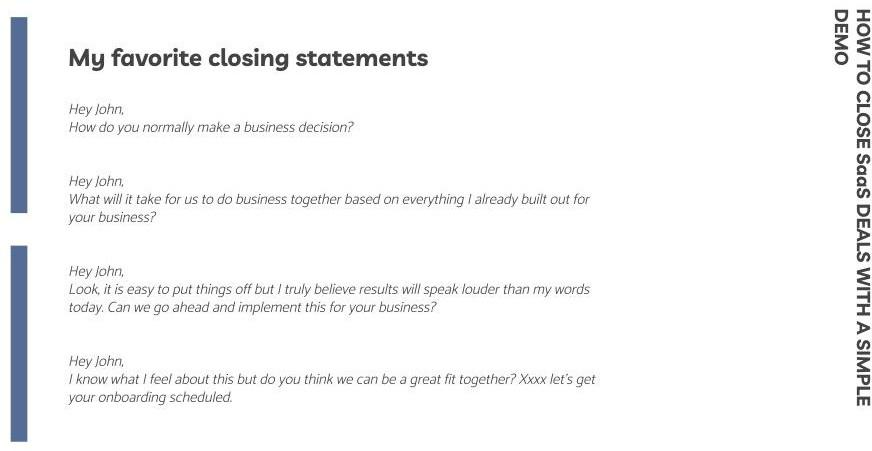 My favorite closing statements
Hey John,
How do you normally make a business decision?
Hey John,
What will it take for us to do business together based on everything I already built out for
your business?
Hey John,
Look, it is easy to put things off but I truly believe results will speak louder than my words
today. Can we go ahead and implement this for your business?
Hey John,
I know what I feel about this but do you think we can be a great fit together? Xxxx let's get
your onboarding scheduled.
HOW TO CLOSE SaaS DEALS WITH A SIMPLE
DEMO